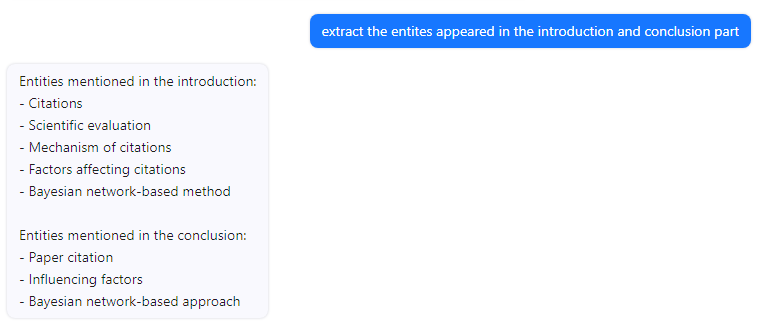 extract the entites appeared in the introduction and conclusion part
Entities mentioned in the introduction:
- Citations
- Scientific evaluation
- Mechanism of citations
- Factors affecting citations
- Bayesian network-based method
Entities mentioned in the conclusion:
- Paper citation
- Influencing factors
- Bayesian network-based approach